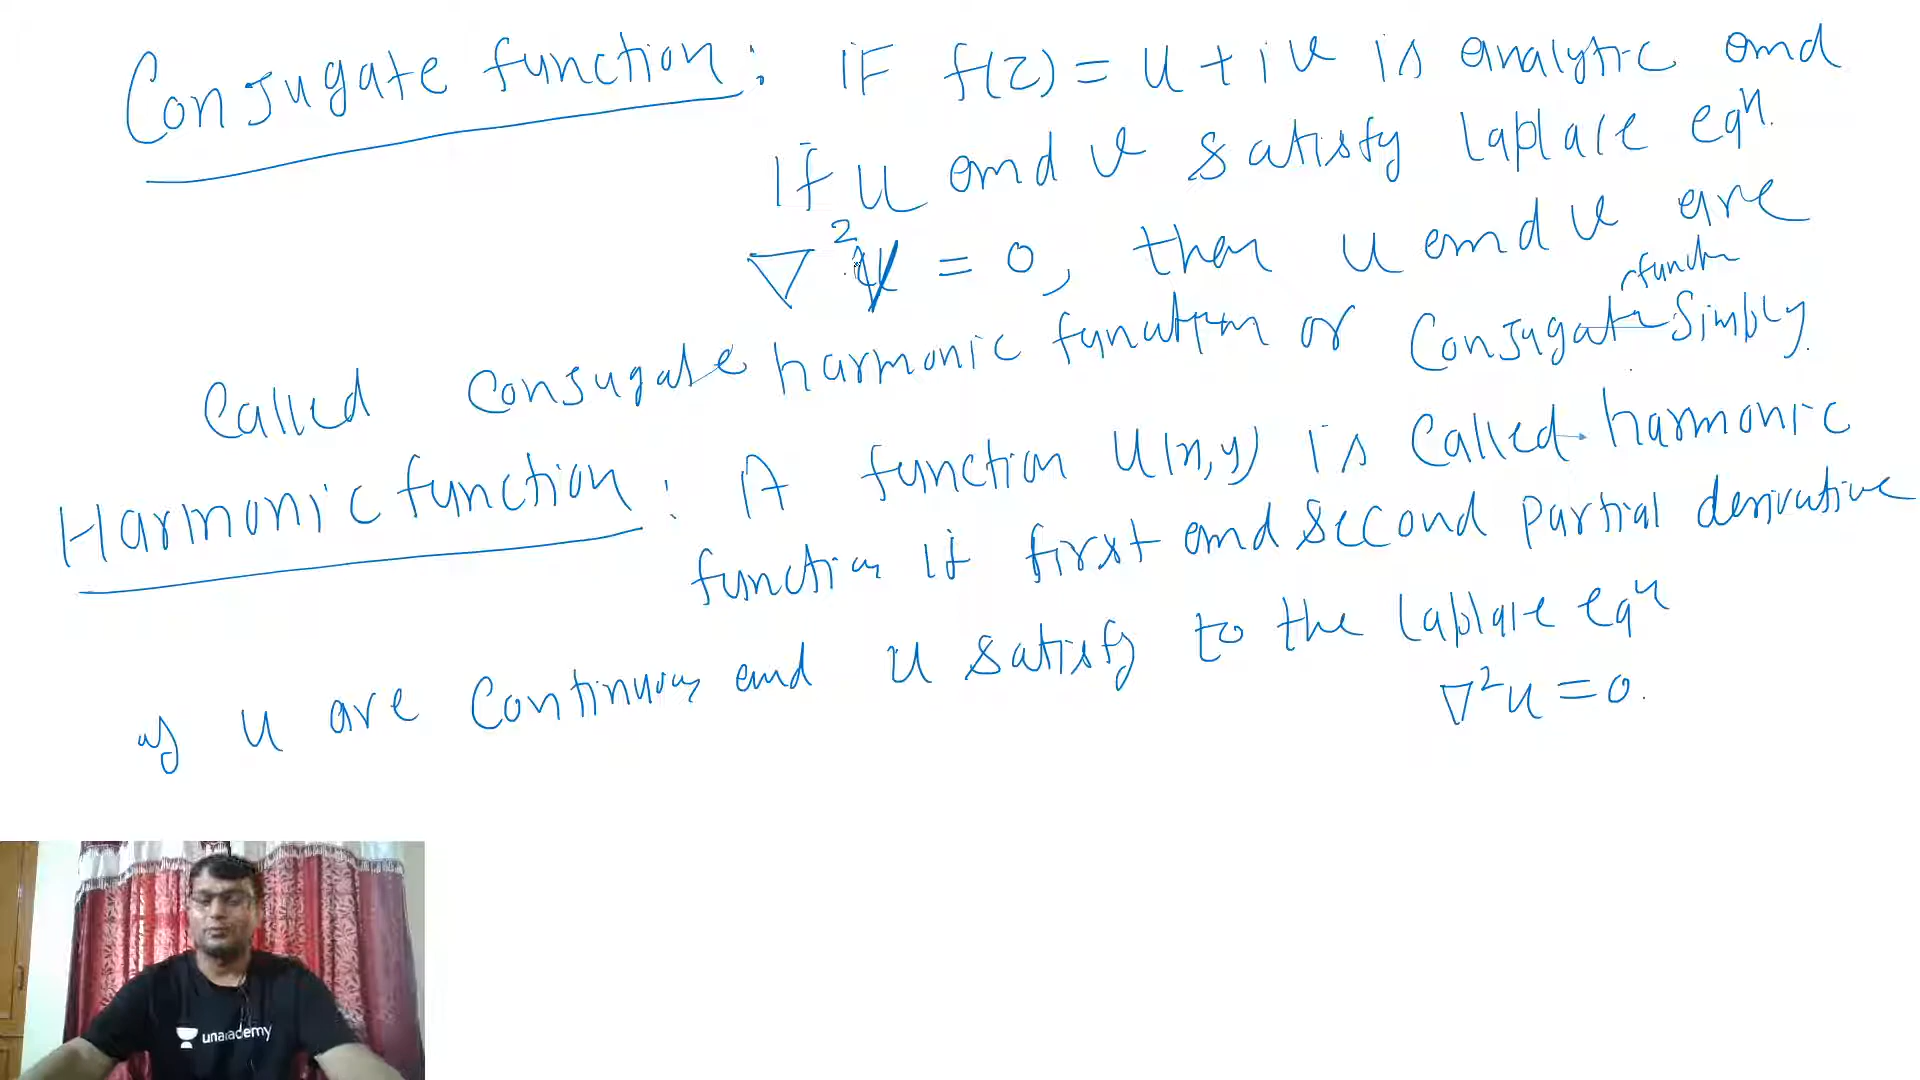 Conjugate function: If f(z) = u + iv is analytic and
If u and v satisfy Laplace eqn.
∇²ψ = 0, then u and v are
called conjugate harmonic function or conjugate function simply.
Harmonic function: A function u(x,y) is called harmonic
function if first and second partial derivative
of u are continuous and u satisfy to the Laplace eqn
∇²u = 0.
unacademy